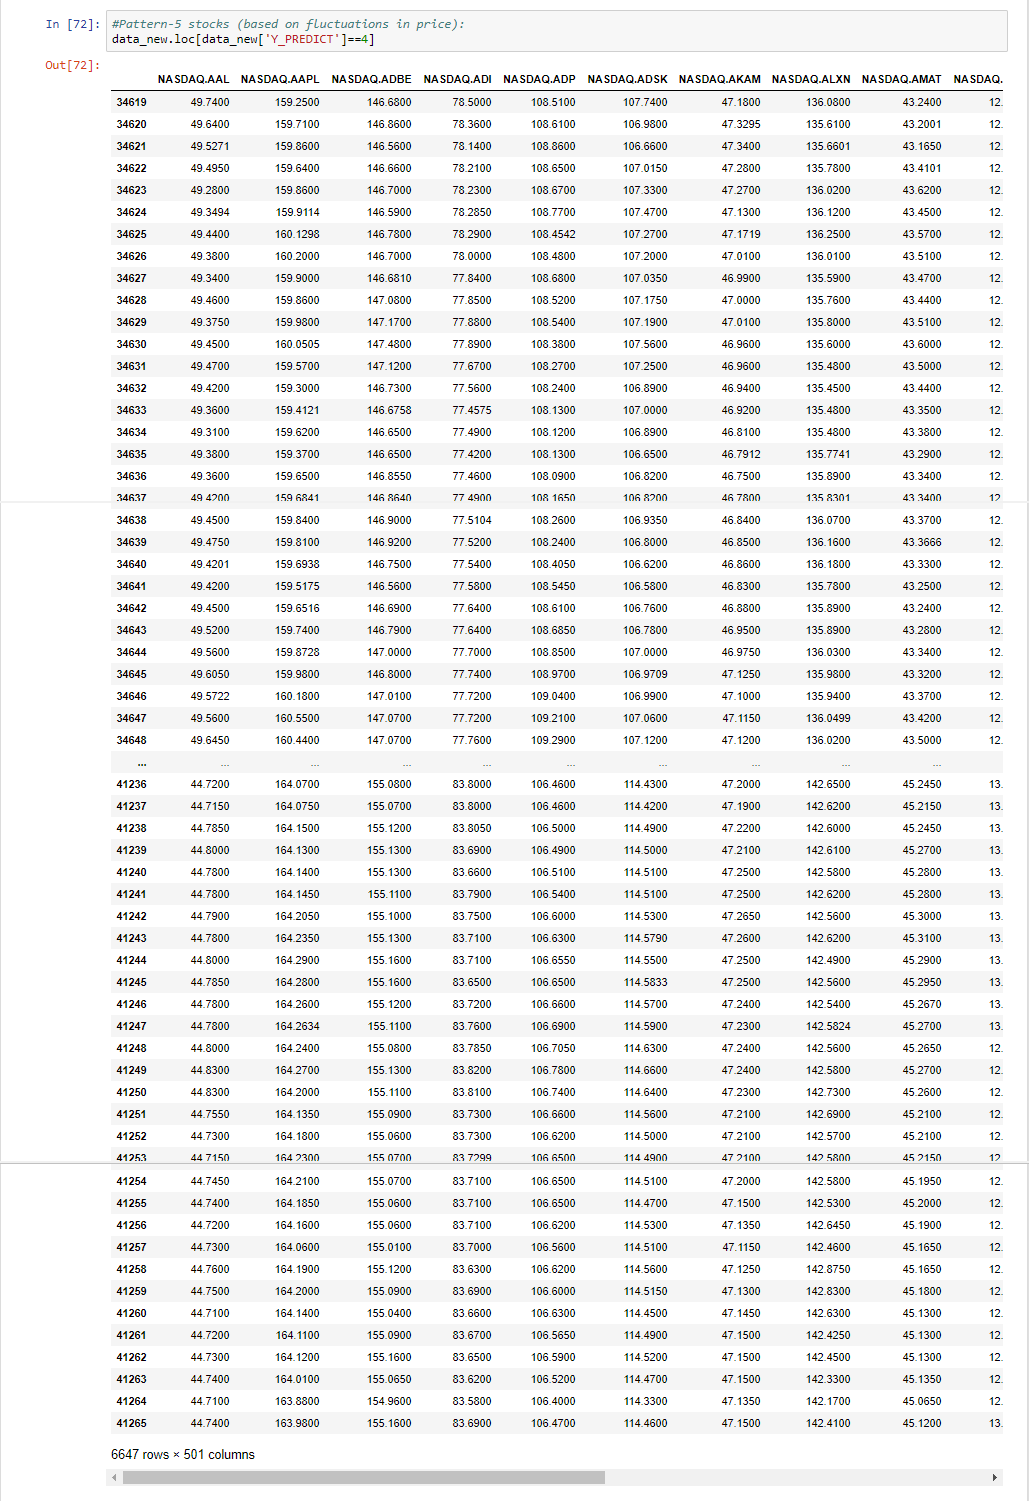 In [72]: #Pattern-5 stocks (based on fluctuations in price):
data_new.loc[data_new['Y_PREDICT']==4]
Out[72]:
NASDAQ.AAL NASDAQ.AAPL NASDAQ.ADBE NASDAQ.ADI NASDAQ.ADP NASDAQ.ADSK NASDAQ.AKAM NASDAQ.ALXN NASDAQ.AMAT NASDAQ.
34619 49.7400 159.2500 146.6800 78.5000 108.5100 107.7400 47.1800 136.0800 43.2400 12.
34620 49.6400 159.7100 146.8600 78.3600 108.6100 106.9800 47.3295 135.6100 43.2001 12.
34621 49.5271 159.8600 146.5600 78.1400 108.8600 106.6600 47.3400 135.6601 43.1650 12.
34622 49.4950 159.6400 146.6600 78.2100 108.6500 107.0150 47.2800 135.7800 43.4101 12.
34623 49.2800 159.8600 146.7000 78.2300 108.6700 107.3300 47.2700 136.0200 43.6200 12.
34624 49.3494 159.9114 146.5900 78.2850 108.7700 107.4700 47.1300 136.1200 43.4500 12.
34625 49.4400 160.1298 146.7800 78.2900 108.4542 107.2700 47.1719 136.2500 43.5700 12.
34626 49.3800 160.2000 146.7000 78.0000 108.4800 107.2000 47.0100 136.0100 43.5100 12.
34627 49.3400 159.9000 146.6810 77.8400 108.6800 107.0350 46.9900 135.5900 43.4700 12.
34628 49.4600 159.8600 147.0800 77.8500 108.5200 107.1750 47.0000 135.7600 43.4400 12.
34629 49.3750 159.9800 147.1700 77.8800 108.5400 107.1900 47.0100 135.8000 43.5100 12.
34630 49.4500 160.0505 147.4800 77.8900 108.3800 107.5600 46.9600 135.6000 43.6000 12.
34631 49.4700 159.5700 147.1200 77.6700 108.2700 107.2500 46.9600 135.4800 43.5000 12.
34632 49.4200 159.3000 146.7300 77.5600 108.2400 106.8900 46.9400 135.4500 43.4400 12.
34633 49.3600 159.4121 146.6758 77.4575 108.1300 107.0000 46.9200 135.4800 43.3500 12.
34634 49.3100 159.6200 146.6500 77.4900 108.1200 106.8900 46.8100 135.4800 43.3800 12.
34635 49.3800 159.3700 146.6500 77.4200 108.1300 106.6500 46.7912 135.7741 43.2900 12.
34636 49.3600 159.6500 146.8550 77.4600 108.0900 106.8200 46.7500 135.8900 43.3400 12.
34637 49.4200 159.6841 146.8640 77.4900 108.1650 106.8200 46.7800 135.8301 43.3400 12.
34638 49.4500 159.8400 146.9000 77.5104 108.2600 106.9350 46.8400 136.0700 43.3700 12.
34639 49.4750 159.8100 146.9200 77.5200 108.2400 106.8000 46.8500 136.1600 43.3666 12.
34640 49.4201 159.6938 146.7500 77.5400 108.4050 106.6200 46.8600 136.1800 43.3300 12.
34641 49.4200 159.5175 146.5600 77.5800 108.5450 106.5800 46.8300 135.7800 43.2500 12.
34642 49.4500 159.6516 146.6900 77.6400 108.6100 106.7600 46.8800 135.8900 43.2400 12.
34643 49.5200 159.7400 146.7900 77.6400 108.6850 106.7800 46.9500 135.8900 43.2800 12.
34644 49.5600 159.8728 147.0000 77.7000 108.8500 107.0000 46.9750 136.0300 43.3400 12.
34645 49.6050 159.9800 146.8000 77.7400 108.9700 106.9709 47.1250 135.9800 43.3200 12.
34646 49.5722 160.1800 147.0100 77.7200 109.0400 106.9900 47.1000 135.9400 43.3700 12.
34647 49.5600 160.5500 147.0700 77.7200 109.2100 107.0600 47.1150 136.0499 43.4200 12.
34648 49.6450 160.4400 147.0700 77.7600 109.2900 107.1200 47.1200 136.0200 43.5000 12.
... ... ... ... ... ... ... ... ... ...
41236 44.7200 164.0700 155.0800 83.8000 106.4600 114.4300 47.2000 142.6500 45.2450 13.
41237 44.7150 164.0750 155.0700 83.8000 106.4600 114.4200 47.1900 142.6200 45.2150 13.
41238 44.7850 164.1500 155.1200 83.8050 106.5000 114.4900 47.2200 142.6000 45.2450 13.
41239 44.8000 164.1300 155.1300 83.6900 106.4900 114.5000 47.2100 142.6100 45.2700 13.
41240 44.7800 164.1400 155.1300 83.6600 106.5100 114.5100 47.2500 142.5800 45.2800 13.
41241 44.7800 164.1450 155.1100 83.7900 106.5400 114.5100 47.2500 142.6200 45.2800 13.
41242 44.7900 164.2050 155.1000 83.7500 106.6000 114.5300 47.2650 142.5600 45.3000 13.
41243 44.7800 164.2350 155.1300 83.7100 106.6300 114.5790 47.2600 142.6200 45.3100 13.
41244 44.8000 164.2900 155.1600 83.7100 106.6550 114.5500 47.2500 142.4900 45.2900 13.
41245 44.7850 164.2800 155.1600 83.6500 106.6500 114.5833 47.2500 142.5600 45.2950 13.
41246 44.7800 164.2600 155.1200 83.7200 106.6600 114.5700 47.2400 142.5400 45.2670 13.
41247 44.7800 164.2634 155.1100 83.7600 106.6900 114.5900 47.2300 142.5824 45.2700 13.
41248 44.8000 164.2400 155.0800 83.7850 106.7050 114.6300 47.2400 142.5600 45.2650 12.
41249 44.8300 164.2700 155.1300 83.8200 106.7800 114.6600 47.2400 142.5800 45.2700 12.
41250 44.8300 164.2000 155.1100 83.8100 106.7400 114.6400 47.2300 142.7300 45.2600 12.
41251 44.7550 164.1350 155.0900 83.7300 106.6600 114.5600 47.2100 142.6900 45.2100 12.
41252 44.7300 164.1800 155.0600 83.7300 106.6200 114.5000 47.2100 142.5700 45.2100 12.
41253 44.7150 164.2300 155.0700 83.7299 106.6500 114.4900 47.2100 142.5800 45.2150 12
41254 44.7450 164.2100 155.0700 83.7100 106.6500 114.5100 47.2000 142.5800 45.1950 12.
41255 44.7400 164.1850 155.0600 83.7100 106.6500 114.4700 47.1500 142.5300 45.2000 12.
41256 44.7200 164.1600 155.0600 83.7100 106.6200 114.5300 47.1350 142.6450 45.1900 12.
41257 44.7300 164.0600 155.0100 83.7000 106.5600 114.5100 47.1150 142.4600 45.1650 12.
41258 44.7600 164.1900 155.1200 83.6300 106.6200 114.5600 47.1250 142.8750 45.1650 12.
41259 44.7500 164.2000 155.0900 83.6900 106.6000 114.5150 47.1300 142.8300 45.1800 12.
41260 44.7100 164.1400 155.0400 83.6600 106.6300 114.4500 47.1450 142.6300 45.1300 12.
41261 44.7200 164.1100 155.0900 83.6700 106.5650 114.4900 47.1500 142.4250 45.1300 12.
41262 44.7300 164.1200 155.1600 83.6500 106.5900 114.5200 47.1500 142.4500 45.1300 12.
41263 44.7400 164.0100 155.0650 83.6200 106.5200 114.4700 47.1500 142.3300 45.1350 12.
41264 44.7100 163.8800 154.9600 83.5800 106.4000 114.3300 47.1350 142.1700 45.0650 12.
41265 44.7400 163.9800 155.1600 83.6900 106.4700 114.4600 47.1500 142.4100 45.1200 13.
6647 rows × 501 columns